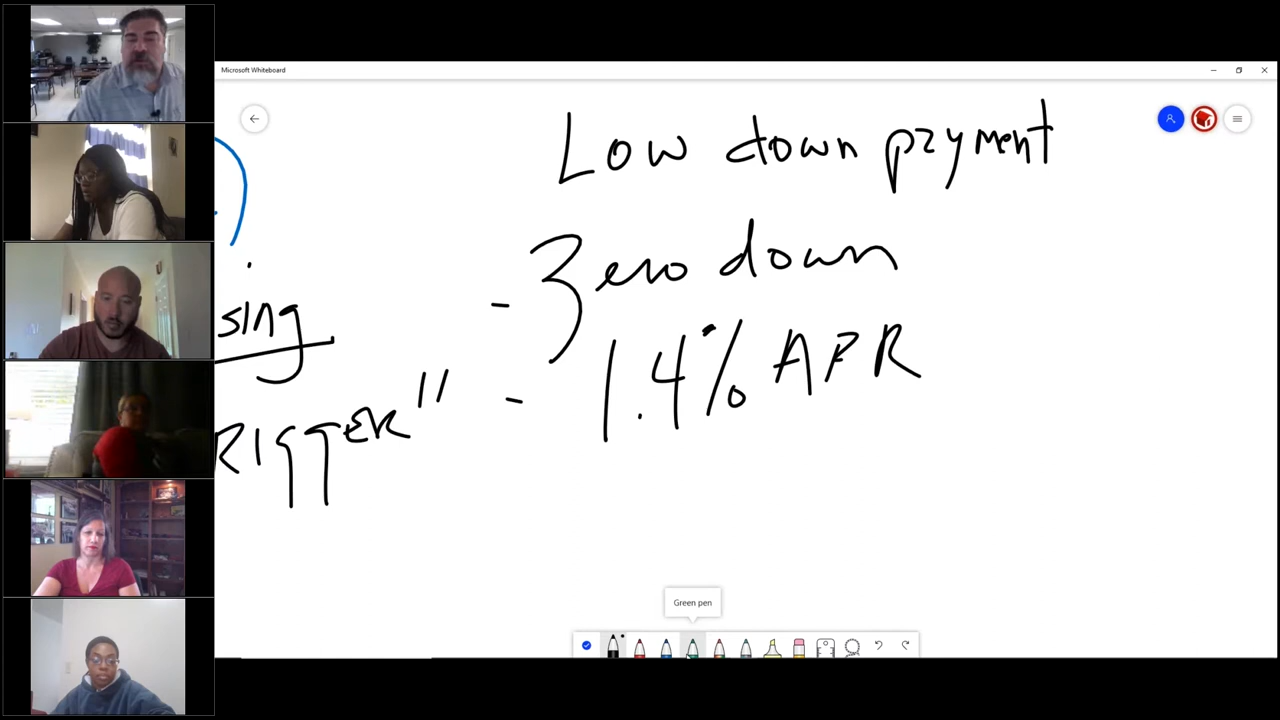 Microsoft Whiteboard
Low down payment
- Zero down
sing
- 1.4% APR
RIGGER"
Green pen